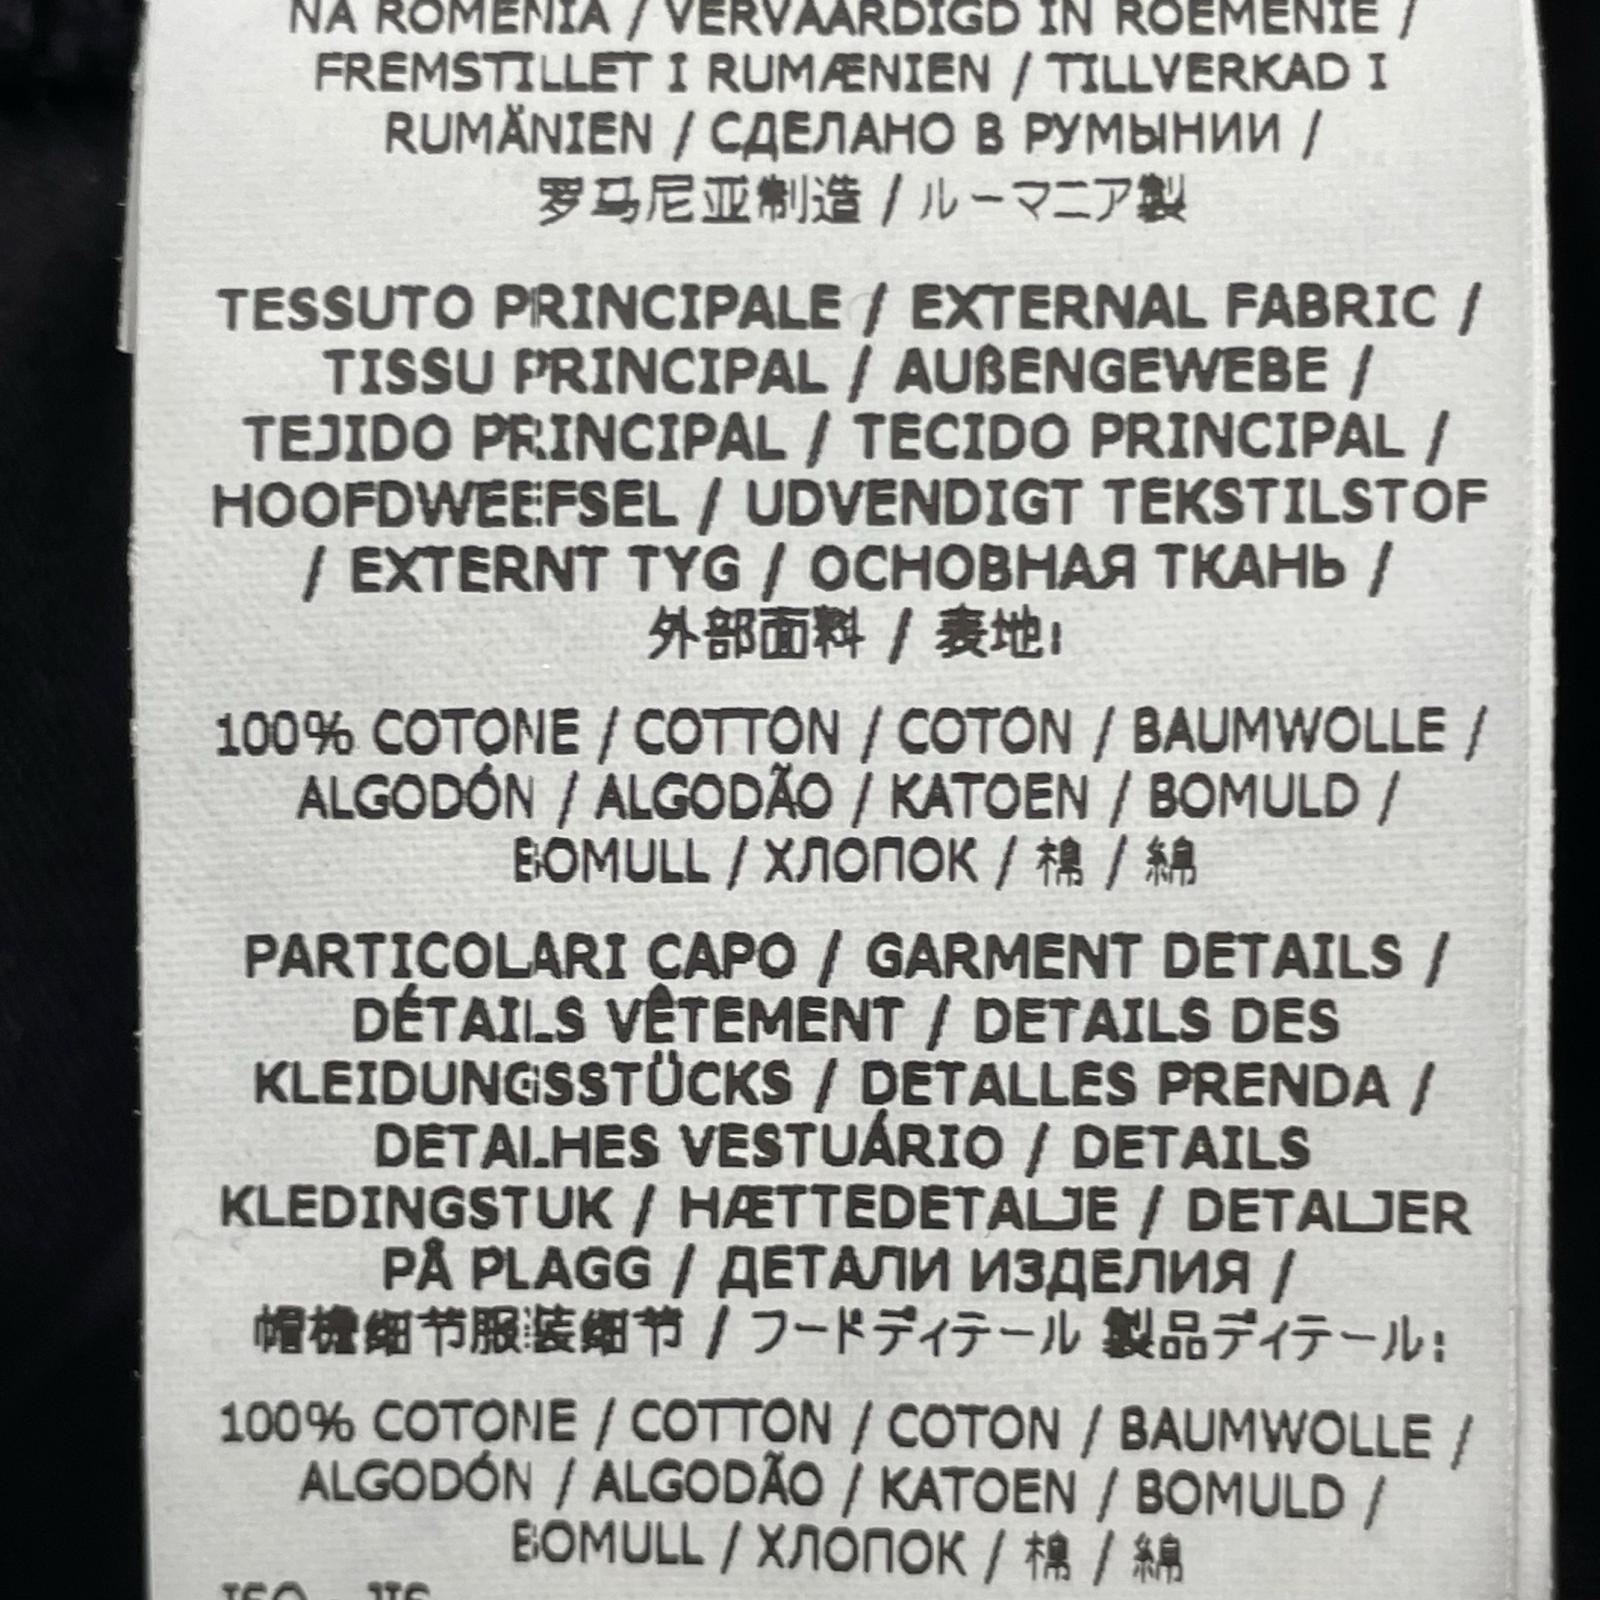 NA ROMÊNIA / VERVAARDIGD IN ROEMENIË /
FREMSTILLET I RUMÆNIEN / TILLVERKAD I
RUMÄNIEN / СДЕЛАНО В РУМЫНИИ /
罗马尼亚制造 / ルーマニア製
TESSUTO PRINCIPALE / EXTERNAL FABRIC /
TISSU PRINCIPAL / AUßENGEWEBE /
TEJIDO PRINCIPAL / TECIDO PRINCIPAL /
HOOFDWEEFSEL / UDVENDIGT TEKSTILSTOF
/ EXTERNT TYG / ОСНОВНАЯ ТКАНЬ /
外部面料 / 表地:
100% COTONE / COTTON / COTON / BAUMWOLLE /
ALGODÓN / ALGODÃO / KATOEN / BOMULD /
BOMULL / ХЛОПОК / 棉 / 綿
PARTICOLARI CAPO / GARMENT DETAILS /
DÉTAILS VÊTEMENT / DETAILS DES
KLEIDUNGSSTÜCKS / DETALLES PRENDA /
DETALHES VESTUÁRIO / DETAILS
KLEDINGSTUK / HÆTTEDETALJE / DETALJER
PÅ PLAGG / ДЕТАЛИ ИЗДЕЛИЯ /
帽檐细节服装细节 / フードディテール 製品ディテール:
100% COTONE / COTTON / COTON / BAUMWOLLE /
ALGODÓN / ALGODÃO / KATOEN / BOMULD /
BOMULL / ХЛОПОК / 棉 / 綿
ISO - JIS